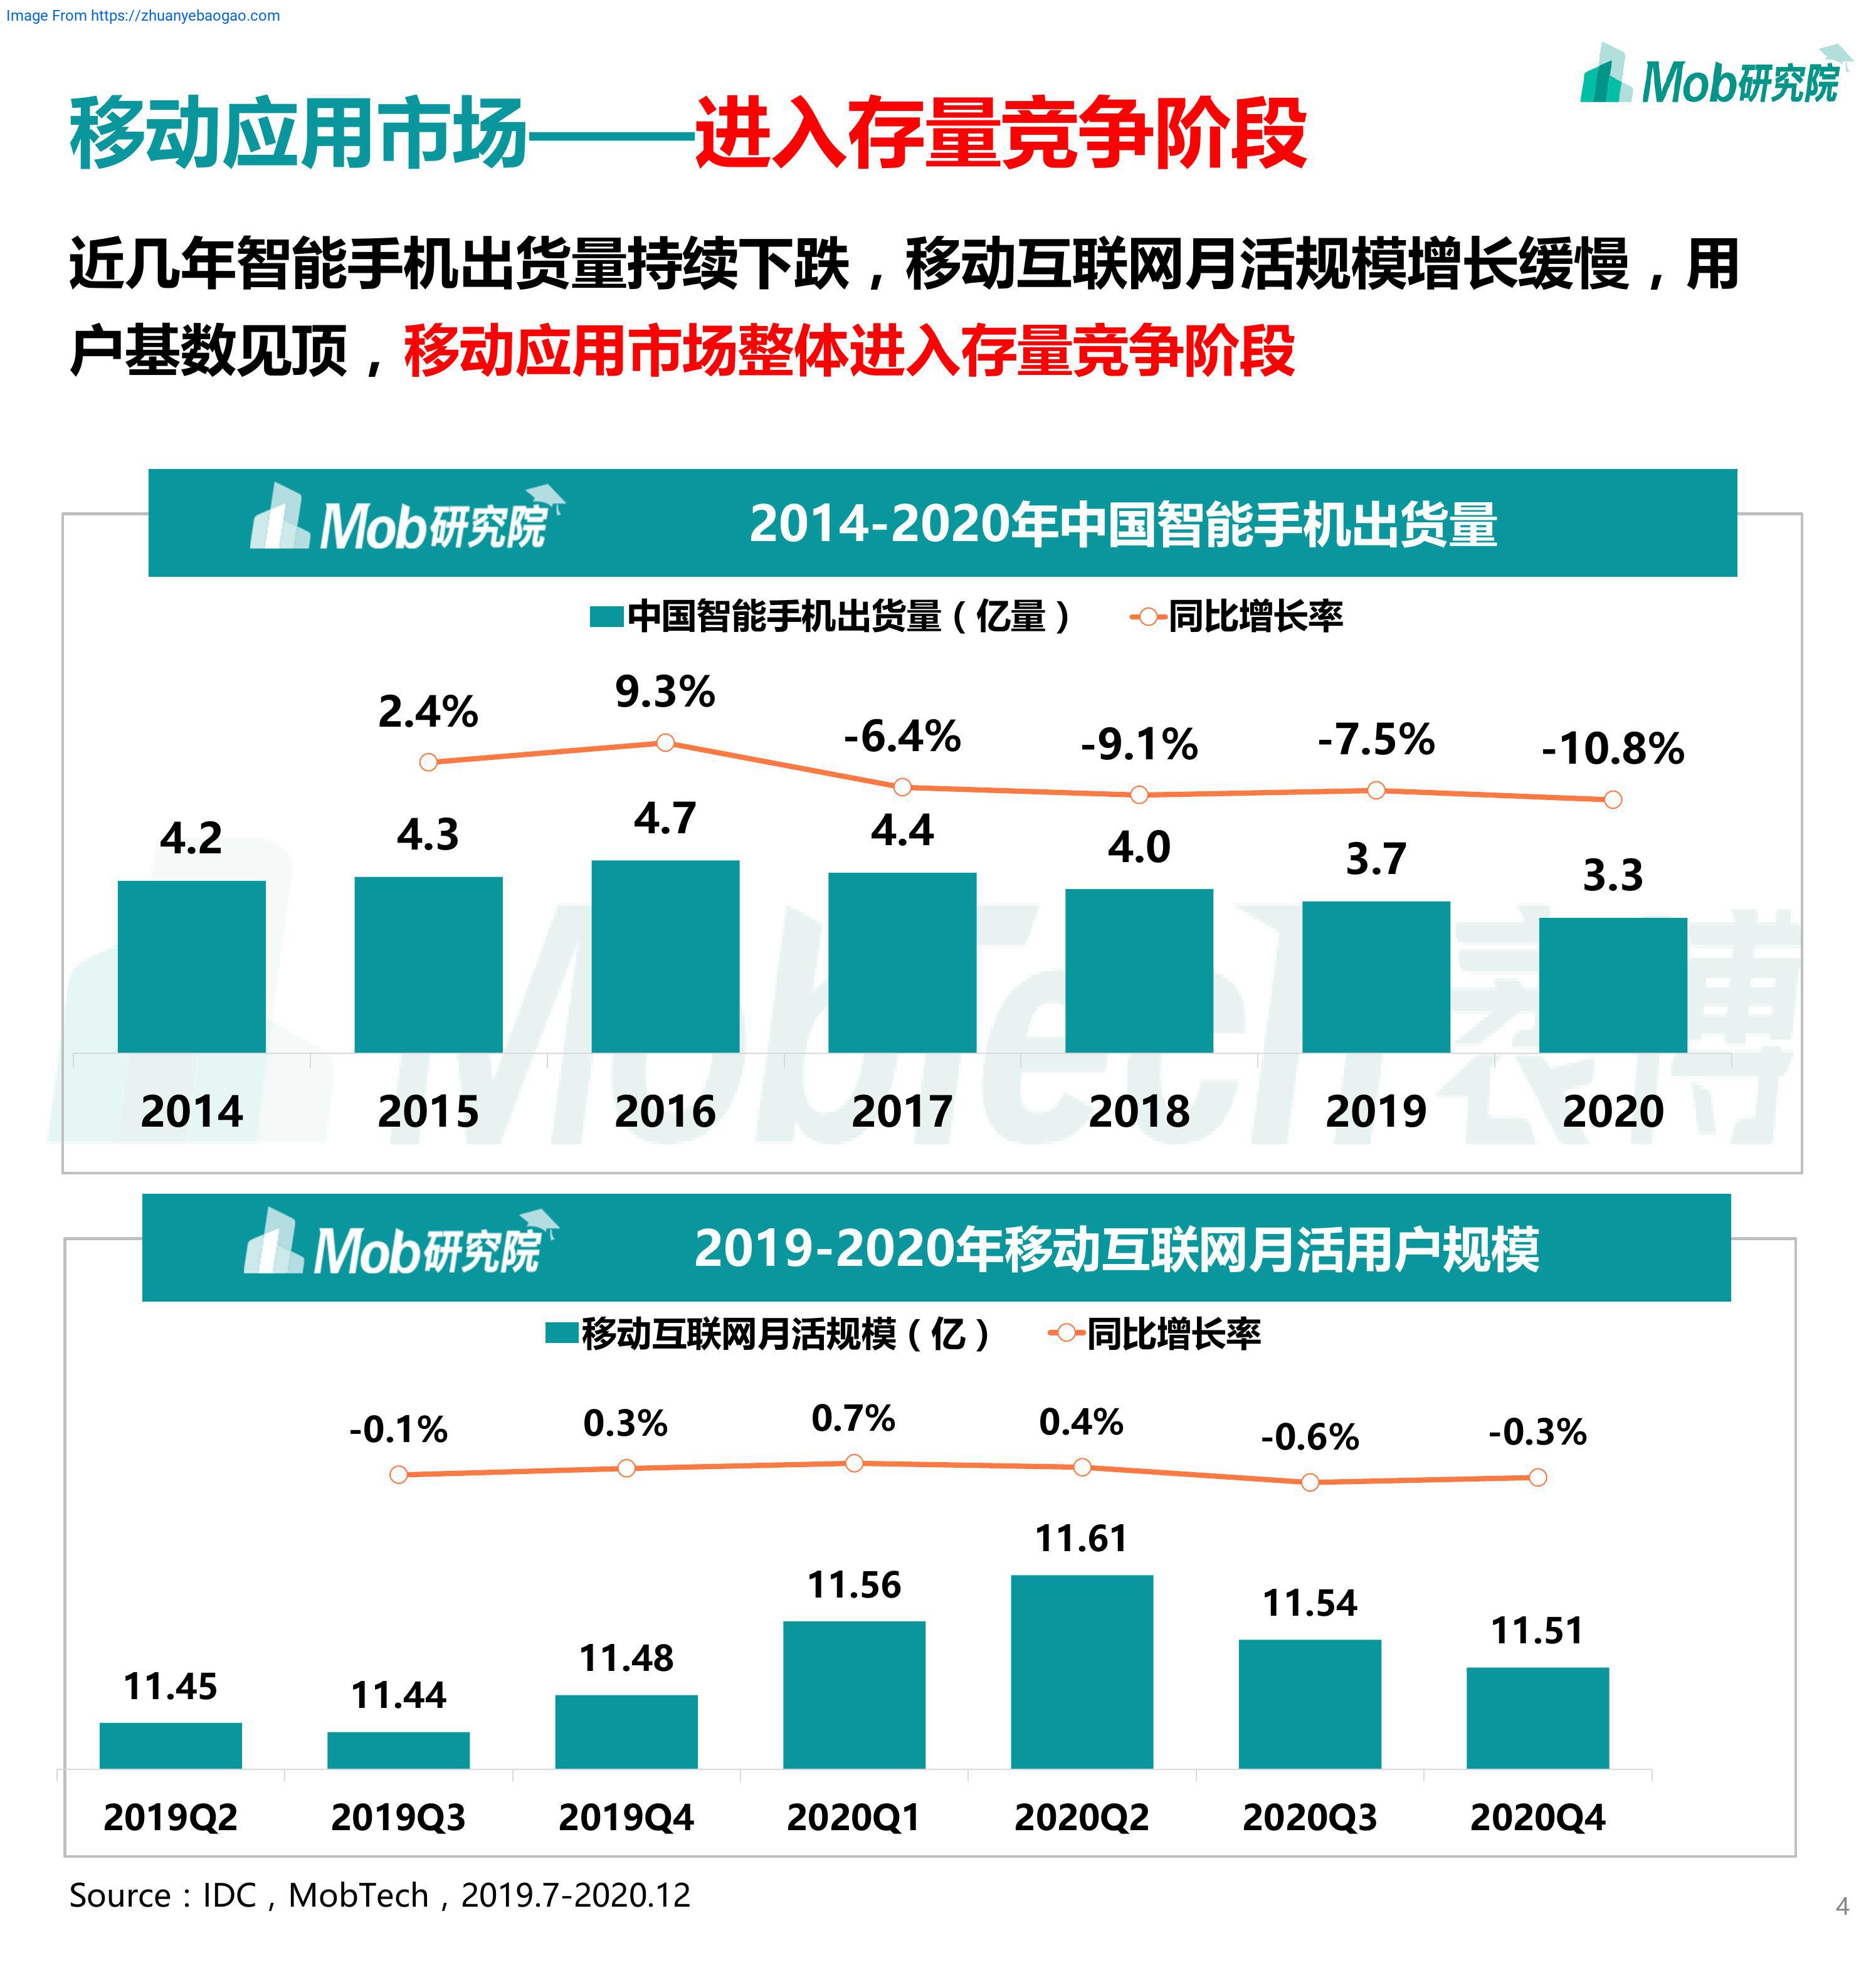 Image From https://zhuanyebaogao.com
Mob研究院
移动应用市场——进入存量竞争阶段
近几年智能手机出货量持续下跌，移动互联网月活规模增长缓慢，用
户基数见顶，移动应用市场整体进入存量竞争阶段
Mob研究院
2014-2020年中国智能手机出货量
中国智能手机出货量（亿量） 同比增长率
2.4% 9.3% -6.4% -9.1% -7.5% -10.8%
4.2 4.3 4.7 4.4 4.0 3.7 3.3
2014 2015 2016 2017 2018 2019 2020
MobTech袤博
Mob研究院
2019-2020年移动互联网月活用户规模
移动互联网月活规模（亿） 同比增长率
-0.1% 0.3% 0.7% 0.4% -0.6% -0.3%
11.45 11.44 11.48 11.56 11.61 11.54 11.51
2019Q2 2019Q3 2019Q4 2020Q1 2020Q2 2020Q3 2020Q4
Source：IDC，MobTech，2019.7-2020.12
4